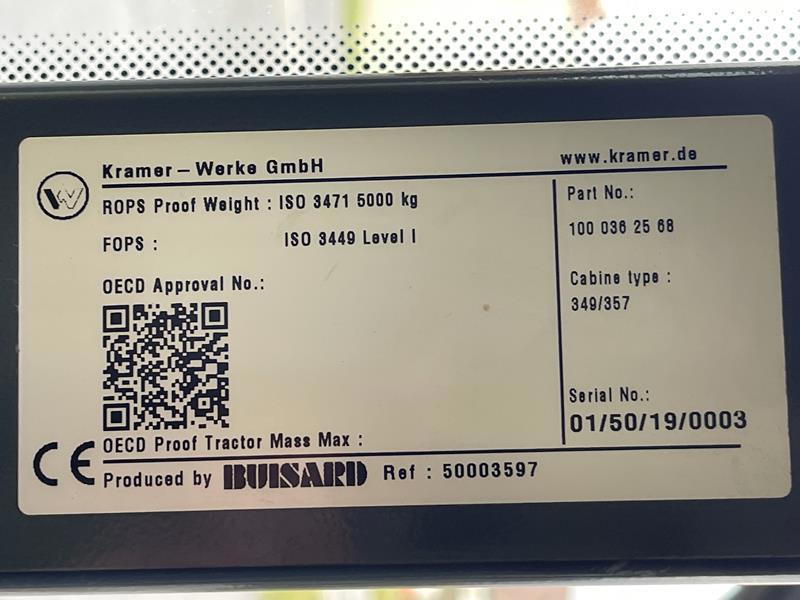 Kramer-Werke GmbH
www.kramer.de
ROPS Proof Weight : ISO 3471 5000 kg
FOPS : ISO 3449 Level I
OECD Approval No.:
OECD Proof Tractor Mass Max :
Part No.:
100 036 25 68
Cabine type :
349/357
Serial No.:
01/50/19/0003
CE
Produced by BUISARD Ref : 50003597